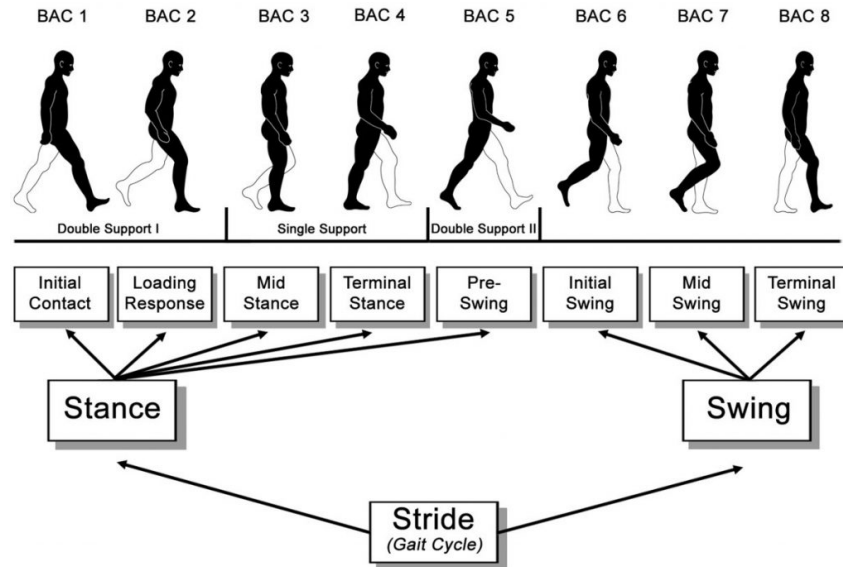 BAC 1 BAC 2 BAC 3 BAC 4 BAC 5 BAC 6 BAC 7 BAC 8
Double Support I Single Support Double Support II
Initial Contact
Loading Response
Mid Stance
Terminal Stance
Pre-Swing
Initial Swing
Mid Swing
Terminal Swing
Stance
Swing
Stride
(Gait Cycle)